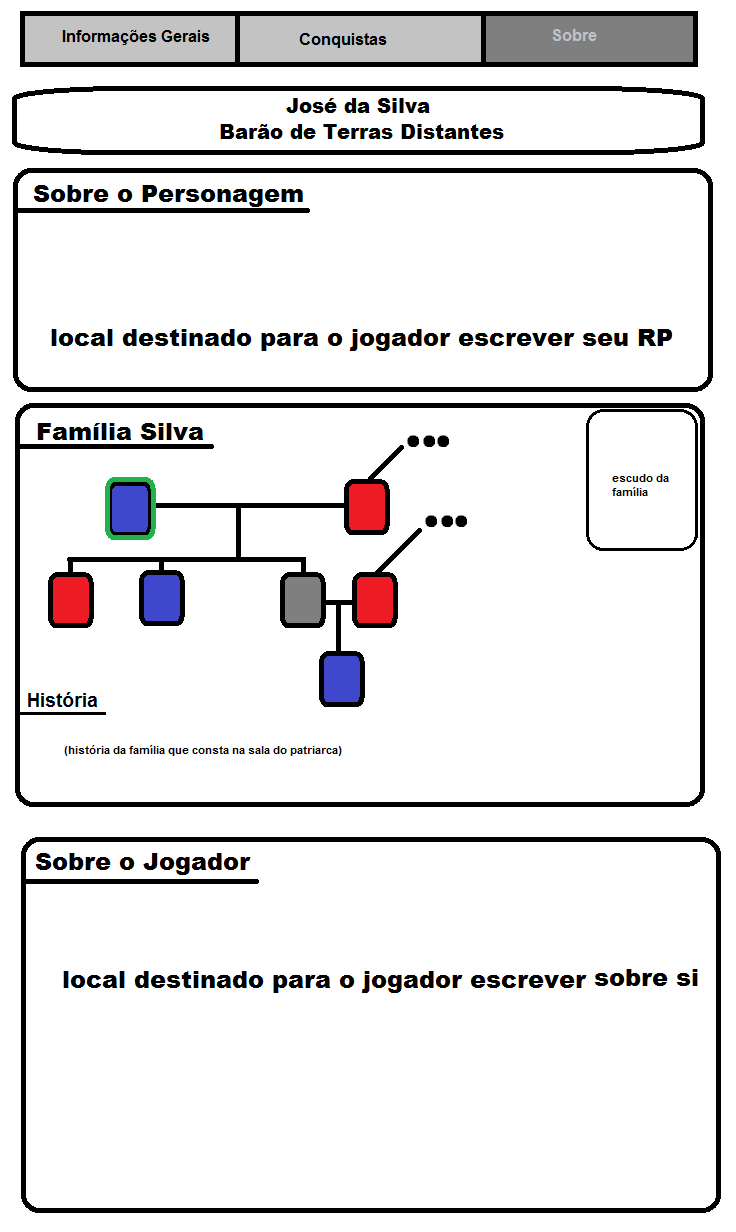 Informações Gerais
Conquistas
Sobre
José da Silva
Barão de Terras Distantes
Sobre o Personagem
local destinado para o jogador escrever seu RP
Família Silva
escudo da
família
História
(história da família que consta na sala do patriarca)
Sobre o Jogador
local destinado para o jogador escrever sobre si